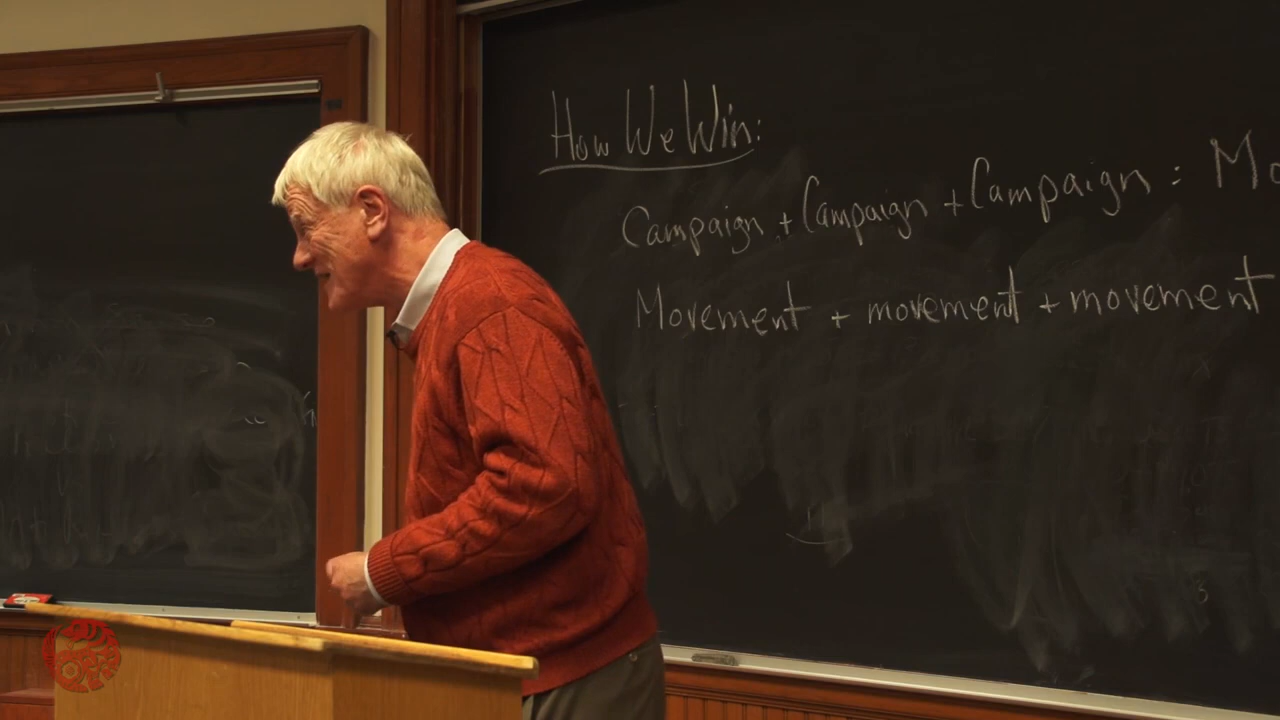 How We Win:
Campaign + Campaign + Campaign = Mo
Movement + movement + movement